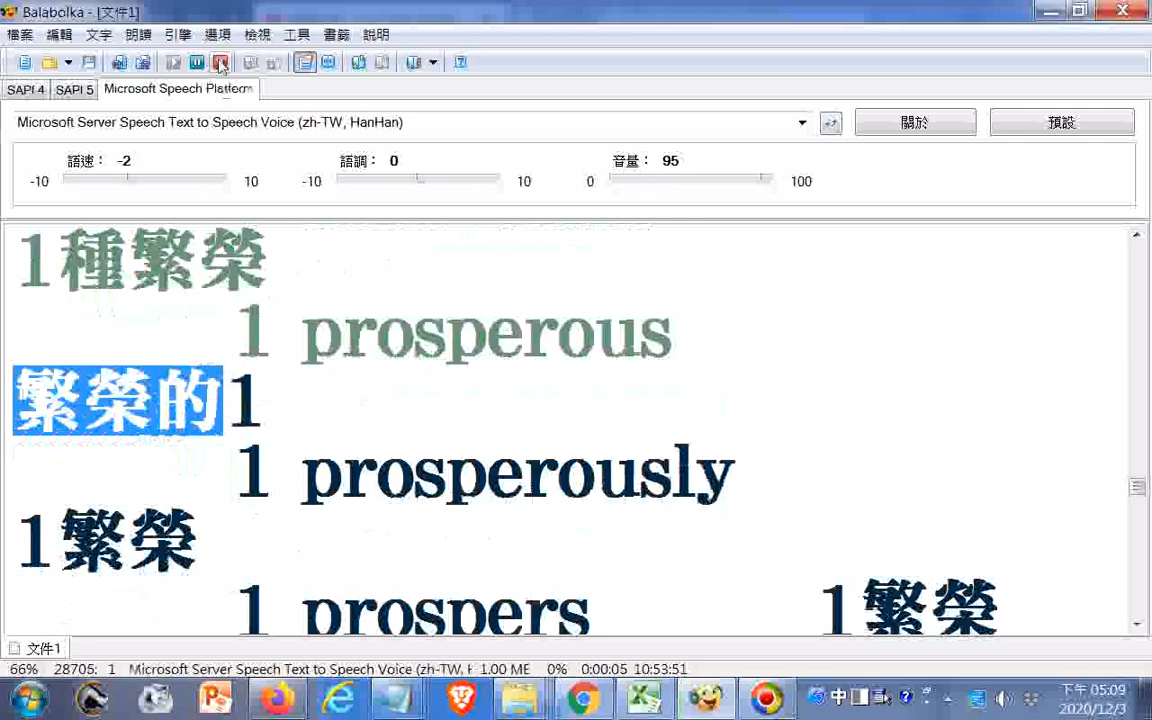 Balabolka - [文件1]
檔案 編輯 文字 朗讀 引擎 選項 檢視 工具 書籤 說明
SAPI 4 SAPI 5 Microsoft Speech Platform
Microsoft Server Speech Text to Speech Voice (zh-TW, HanHan) 關於 預設
語速： -2 語調： 0 音量： 95
-10 10 -10 10 0 100
1種繁榮
1 prosperous
繁榮的1
1 prosperously
1繁榮
1 prospers 1繁榮
文件1
66% 28705: 1 Microsoft Server Speech Text to Speech Voice (zh-TW, 1.00 ME 0% 0:00:05 10:53:51
中 下午 05:09
2020/12/3